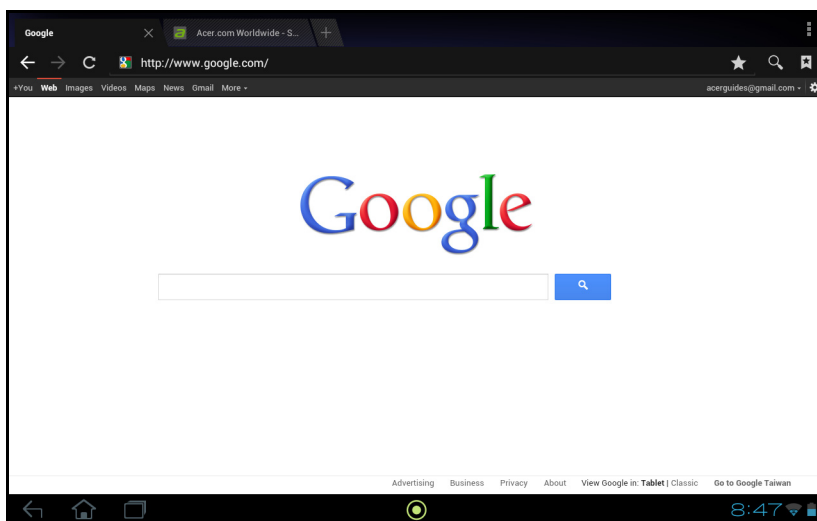 Google Acer.com Worldwide - S...
http://www.google.com/
+You Web Images Videos Maps News Gmail More acerguides@gmail.com
Google
Advertising Business Privacy About View Google in: Tablet | Classic Go to Google Taiwan
8:47